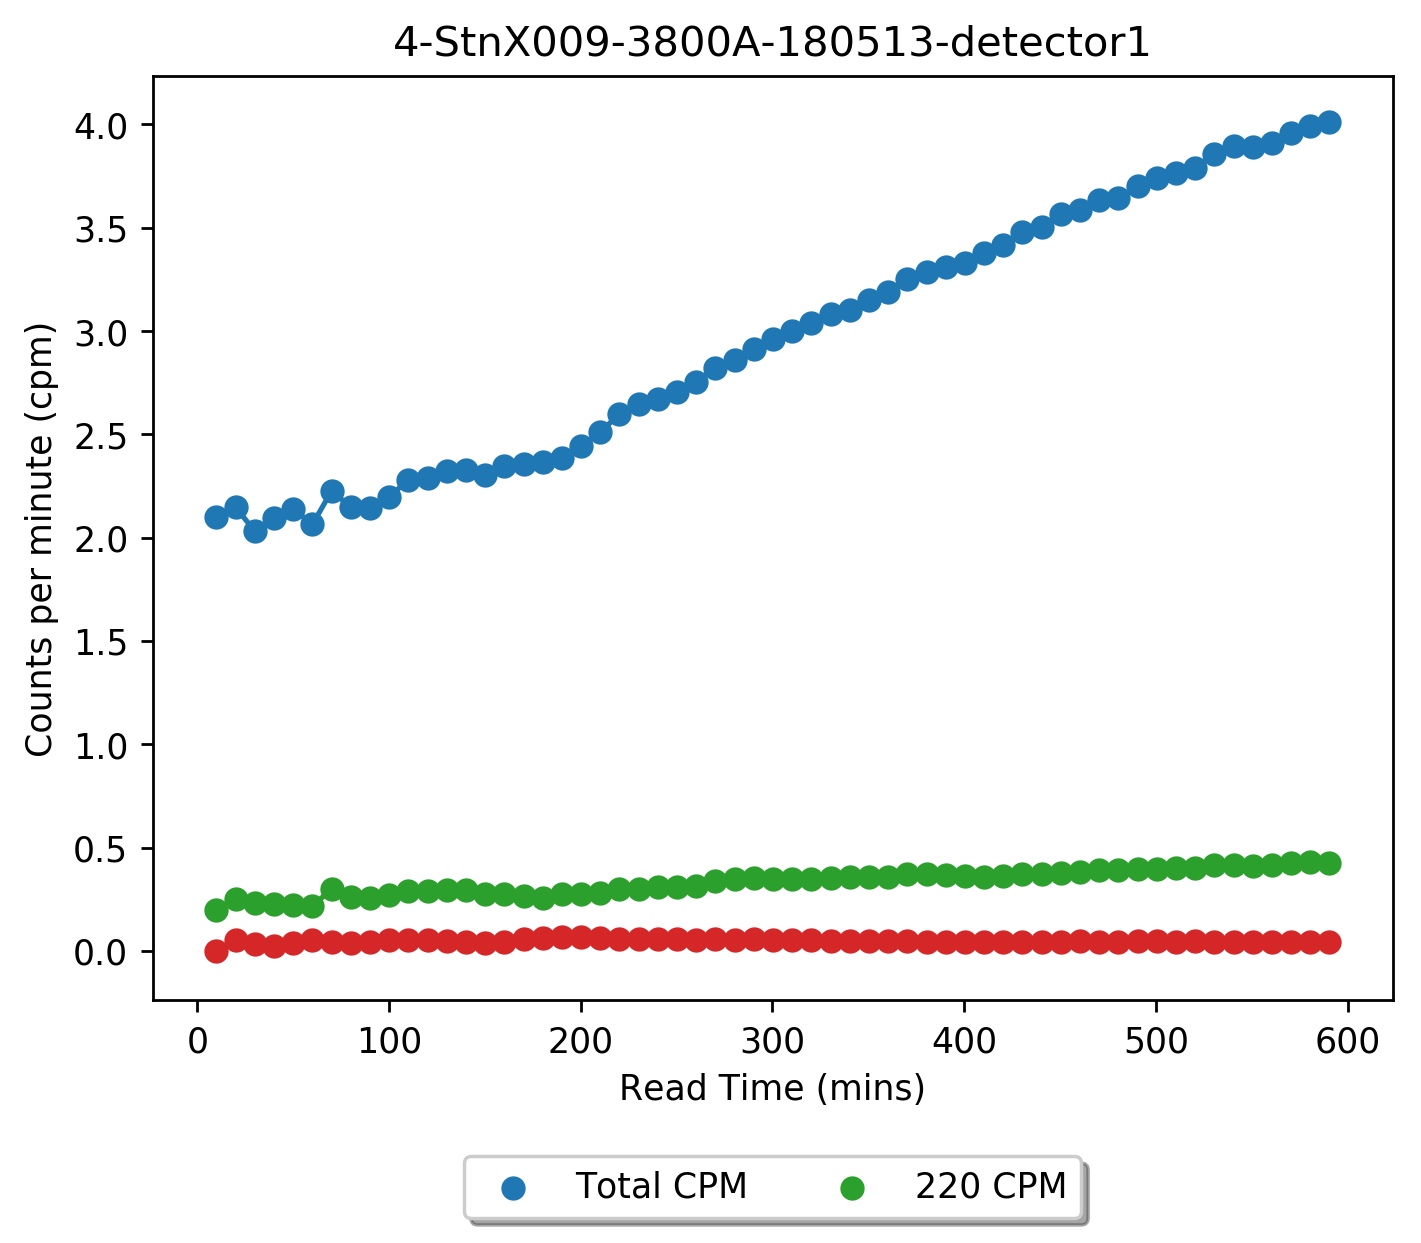 4-StnX009-3800A-180513-detector1
Counts per minute (cpm)
4.0
3.5
3.0
2.5
2.0
1.5
1.0
0.5
0.0
0 100 200 300 400 500 600
Read Time (mins)
Total CPM 220 CPM